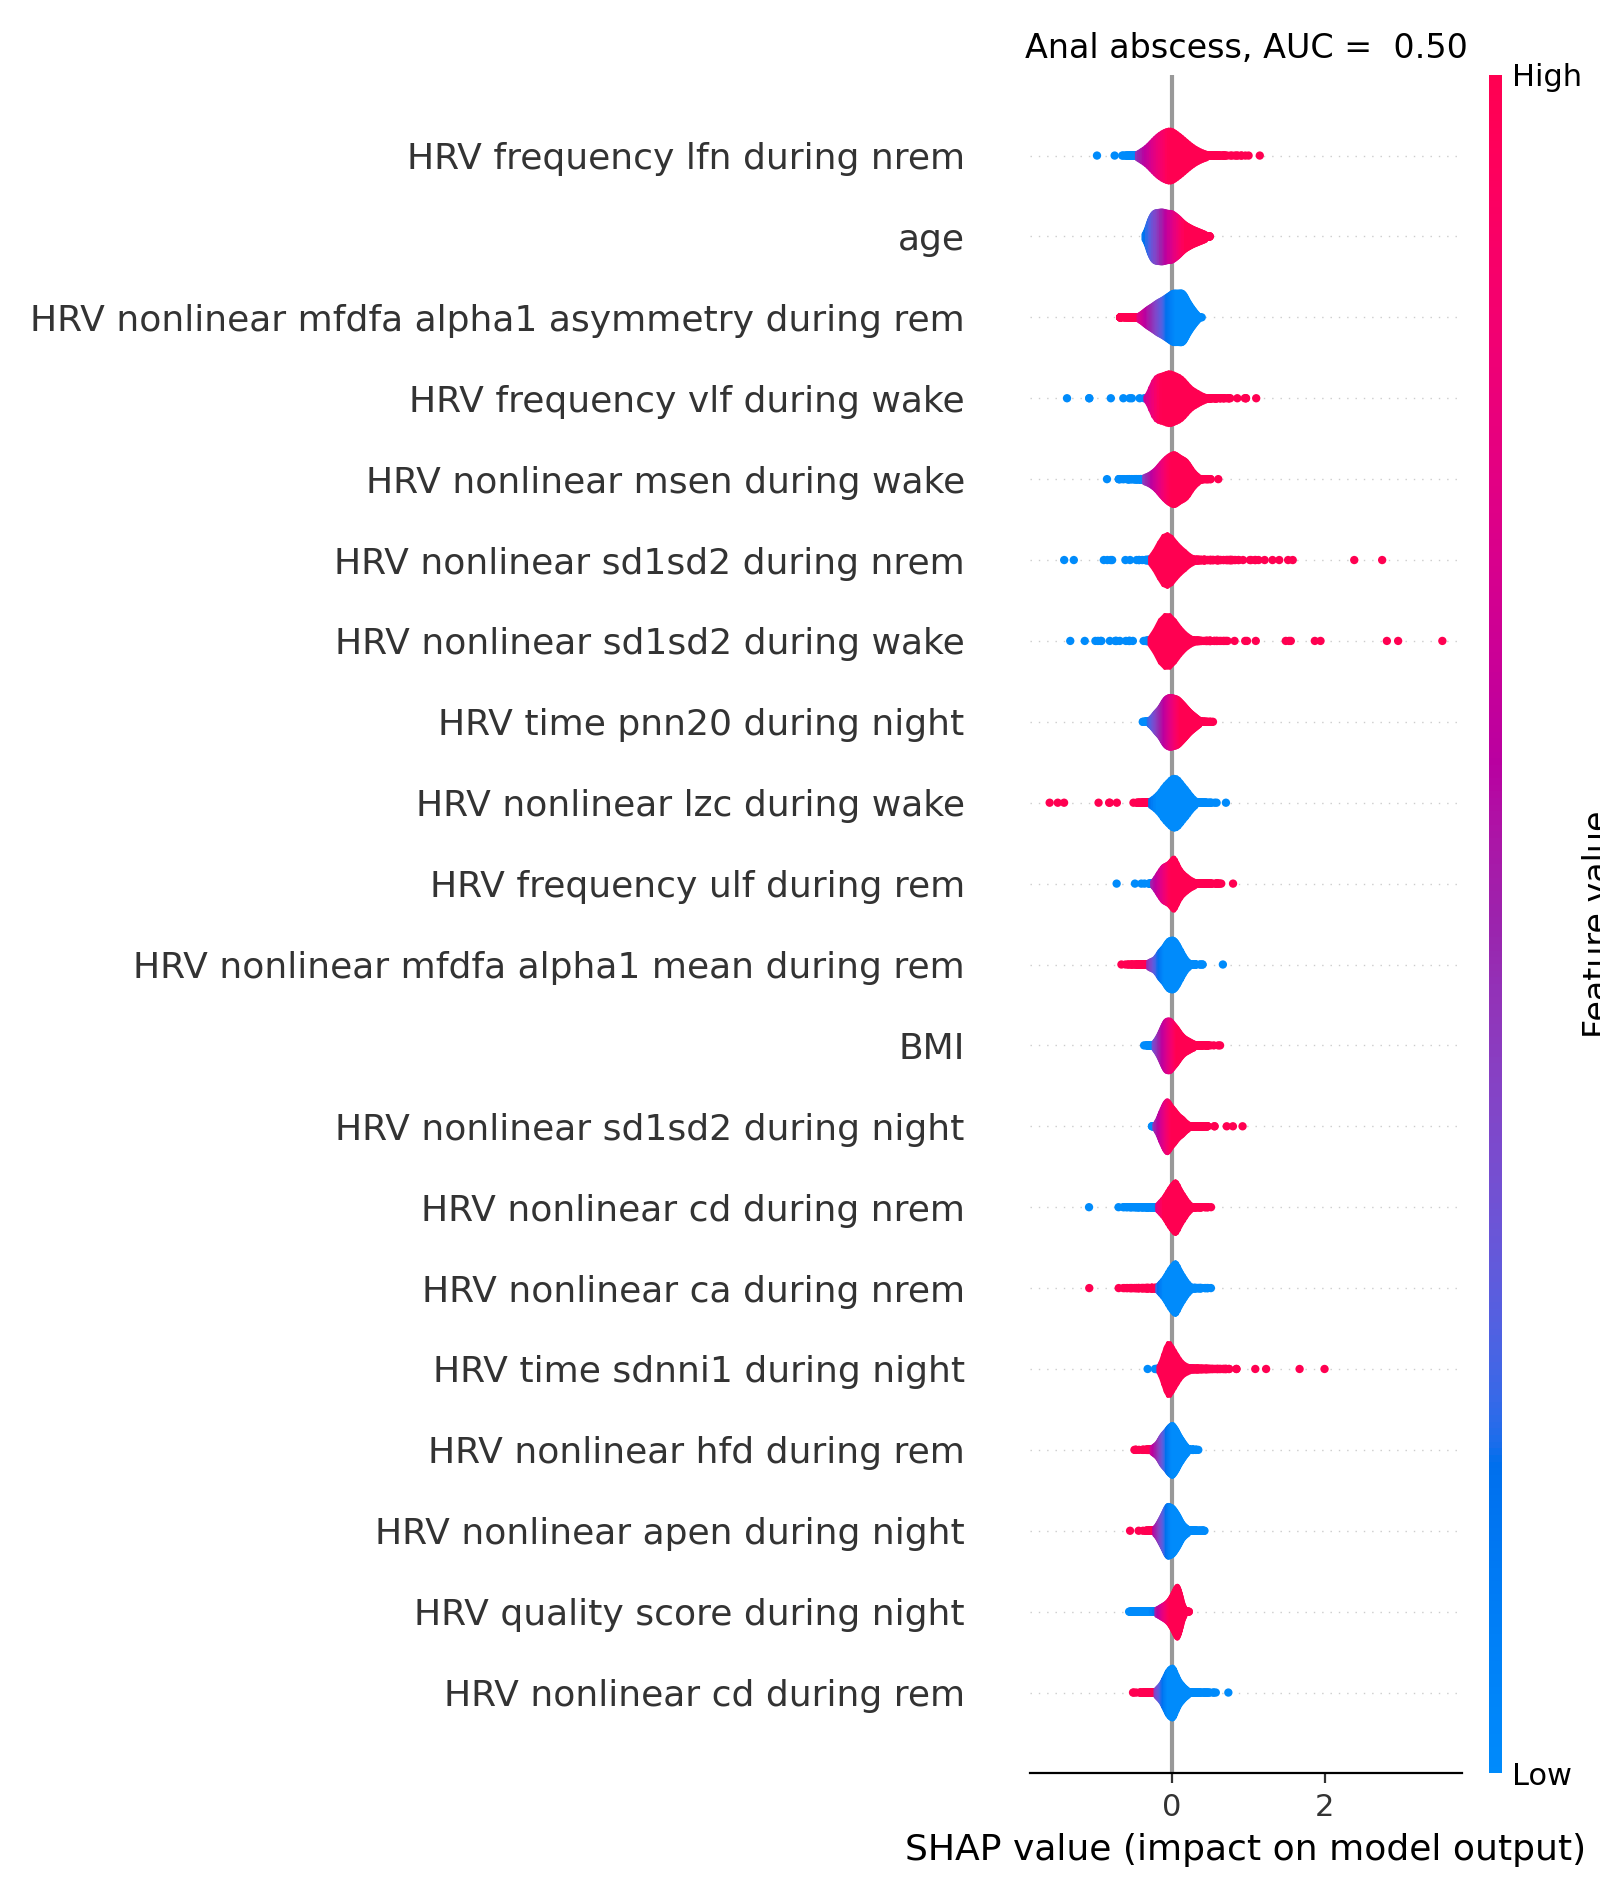 Anal abscess, AUC =  0.50
High
HRV frequency lfn during nrem
age
HRV nonlinear mfdfa alpha1 asymmetry during rem
HRV frequency vlf during wake
HRV nonlinear msen during wake
HRV nonlinear sd1sd2 during nrem
HRV nonlinear sd1sd2 during wake
HRV time pnn20 during night
HRV nonlinear lzc during wake
HRV frequency ulf during rem
HRV nonlinear mfdfa alpha1 mean during rem
BMI
HRV nonlinear sd1sd2 during night
HRV nonlinear cd during nrem
HRV nonlinear ca during nrem
HRV time sdnni1 during night
HRV nonlinear hfd during rem
HRV nonlinear apen during night
HRV quality score during night
HRV nonlinear cd during rem
Feature value
Low
0 2
SHAP value (impact on model output)